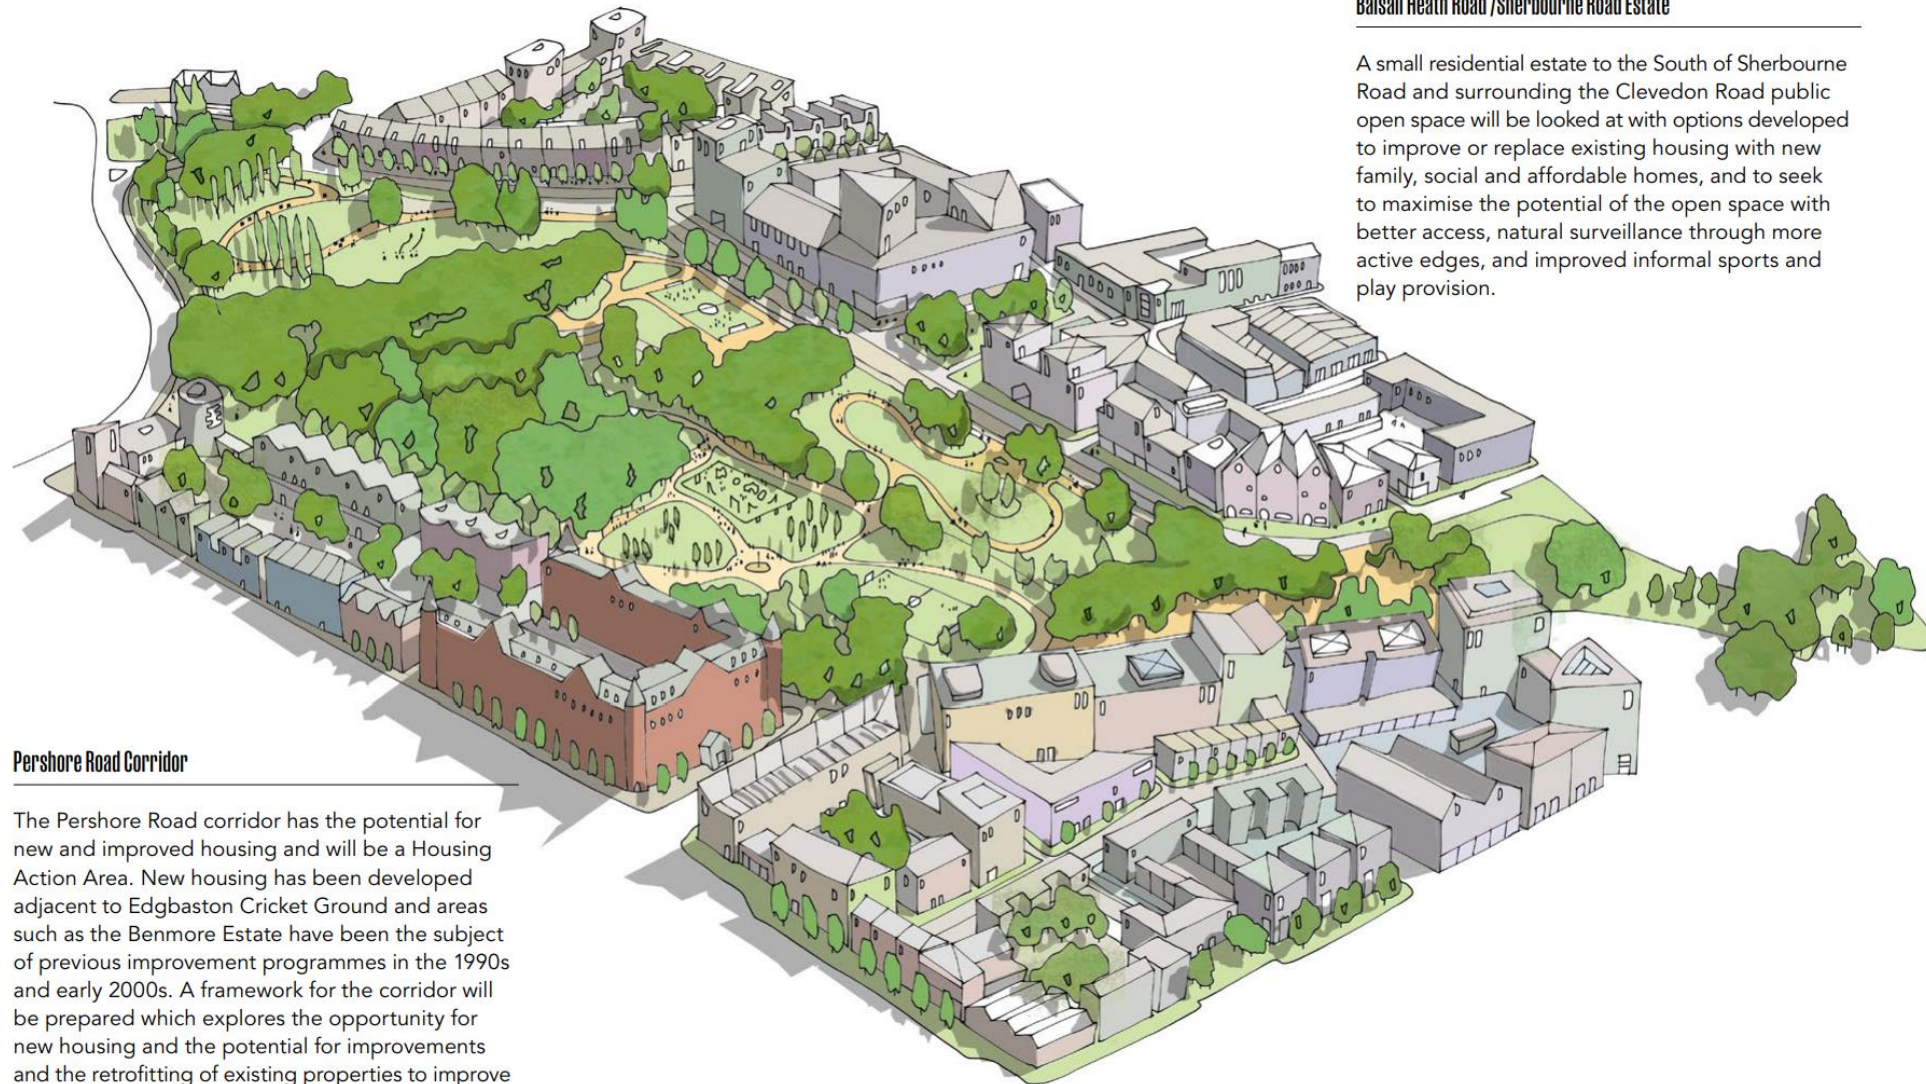 Balsall Heath Road /Sherbourne Road Estate
A small residential estate to the South of Sherbourne
Road and surrounding the Clevedon Road public
open space will be looked at with options developed
to improve or replace existing housing with new
family, social and affordable homes, and to seek
to maximise the potential of the open space with
better access, natural surveillance through more
active edges, and improved informal sports and
play provision.
Pershore Road Corridor
The Pershore Road corridor has the potential for
new and improved housing and will be a Housing
Action Area. New housing has been developed
adjacent to Edgbaston Cricket Ground and areas
such as the Benmore Estate have been the subject
of previous improvement programmes in the 1990s
and early 2000s. A framework for the corridor will
be prepared which explores the opportunity for
new housing and the potential for improvements
and the retrofitting of existing properties to improve